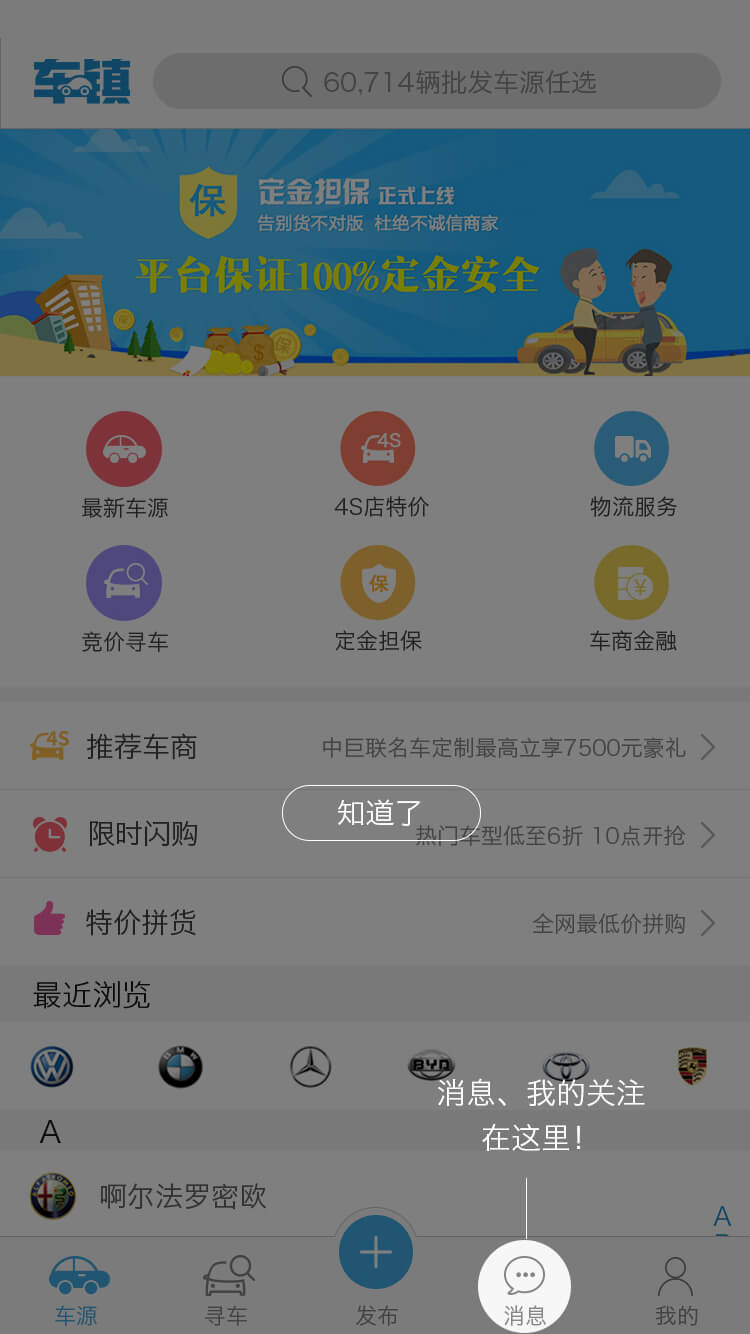 车镇
60,714辆批发车源任选
保
定金担保 正式上线
告别货不对版 杜绝不诚信商家
平台保证100%定金安全
4S
最新车源
4S店特价
物流服务
保
¥
竞价寻车
定金担保
车商金融
4S 推荐车商
中巨联名车定制最高立享7500元豪礼
知道了
限时闪购
热门车型低至6折 10点开抢
特价拼货
全网最低价拼购
最近浏览
BMW
BYD
消息、我的关注
在这里!
A
啊尔法罗密欧
A
车源
寻车
发布
消息
我的